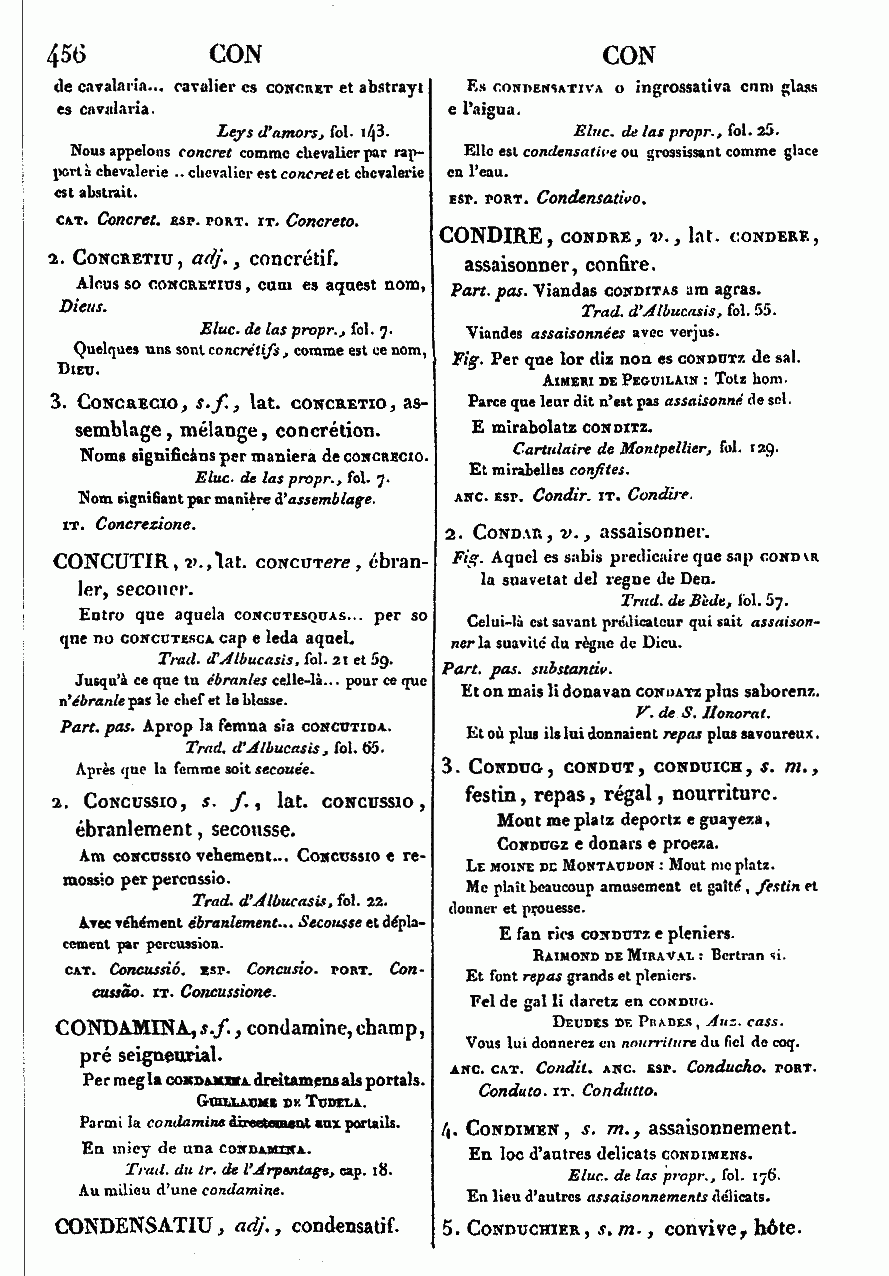 456 CON CON
de cavalaria... cavalier es CONCRET et abstrayt
es cavalaria.
Leys d'amors, fol. 143.
Nous appelons concret comme chevalier par rap-
port à chevalerie .. chevalier est concret et chevalerie
est abstrait.
CAT. Concret. ESP. PORT. IT. Concreto.
2. CONCRETIU, adj., concrétif.
Alcus so CONCRETIUS, cum es aquest nom,
Dieus.
Eluc. de las propr., fol. 7.
Quelques uns sont concrétifs, comme est ce nom,
DIEU.
3. CONCRECIO, s. f., lat. CONCRETIO, as-
semblage, mélange, concrétion.
Noms significans per maniera de CONCRECIO.
Eluc. de las propr., fol. 7.
Nom signifiant par manière d'assemblage.
IT. Concrezione.
CONCUTIR, v., lat. CONCUTere, ébran-
ler, secouer.
Entro que aquela CONCUTESQUAS... per so
que no CONCUTESCA cap e leda aquel.
Trad. d'Albucasis, fol. 21 et 59.
Jusqu'à ce que tu ébranles celle-là... pour ce que
n'ébranle pas le chef et le blesse.
Part. pas. Aprop la femna sia CONCUTIDA.
Trad. d'Albucasis, fol. 65.
Après que la femme soit secouée.
2. CONCUSSIO, s. f., lat. CONCUSSIO,
ébranlement, secousse.
Am CONCUSSIO vehement... CONCUSSIO e re-
mossio per percussio.
Trad. d'Albucasis, fol. 22.
Avec véhément ébranlement... Secousse et dépla-
cement par percussion.
CAT. Concussió. ESP. Concusio. PORT. Con-
cussão. IT. Concussione.
CONDAMINA, s. f., condamine, champ,
pré seigneurial.
Per meg la CONDAMINA dreitamens als portals.
GUILLAUME DE TUDELA.
Parmi la condamine directement aux portails.
En miey de una CONDAMINA.
Trad. du tr. de l'Arpentage, cap. 18.
Au milieu d'une condamine.
CONDENSATIU, adj., condensatif.
Es CONDENSATIVA o ingrossativa cum glass
e l'aigua.
Eluc. de las propr., fol. 25.
Elle est condensative ou grossissant comme glace
en l'eau.
ESP. PORT. Condensativo.
CONDIRE, CONDRE, v., lat. CONDERE,
assaisonner, confire.
Part. pas. Viandas CONDITAS am agras.
Trad. d'Albucasis, fol. 55.
Viandes assaisonnées avec verjus.
Fig. Per que lor diz non es CONDUTZ de sal.
AIMERI DE PEGUILAIN : Totz hom.
Parce que leur dit n'est pas assaisonné de sel.
E mirabolatz CONDITZ.
Cartulaire de Montpellier, fol. 129.
Et mirabelles confites.
ANC. ESP. Condir. IT. Condire.
2. CONDAR, v., assaisonner.
Fig. Aquel es sabis predicaire que sap CONDAR
la suavetat del regne de Deu.
Trad. de Bède, fol. 57.
Celui-là est savant prédicateur qui sait assaison-
ner la suavité du règne de Dieu.
Part. pas. substantiv.
Et on mais li donavan CONDATZ plus saborenz.
V. de S. Honorat.
Et où plus ils lui donnaient repas plus savoureux.
3. CONDUG, CONDUT, CONDUICH, s. m.,
festin, repas, régal, nourriture.
Mout me platz deportz e guayeza,
CONDUGZ e donars e proeza.
LE MOINE DE MONTAUDON : Mout me platz.
Me plaît beaucoup amusement et gaîté, festin et
donner et prouesse.
E fan rics CONDUTZ e pleniers.
RAIMOND DE MIRAVAL : Bertran si.
Et font repas grands et pleniers.
Fel de gal li daretz en CONDUG.
DEUDES DE PRADES, Auz. cass.
Vous lui donnerez en nourriture du fiel de coq.
ANC. CAT. Condit. ANC. ESP. Conducho. PORT.
Conduto. IT. Condutto.
4. CONDIMEN, s. m., assaisonnement.
En loc d'autres delicats CONDIMENS.
Eluc. de las propr., fol. 176.
En lieu d'autres assaisonnements délicats.
5. CONDUCHIER, s. m., convive, hôte.